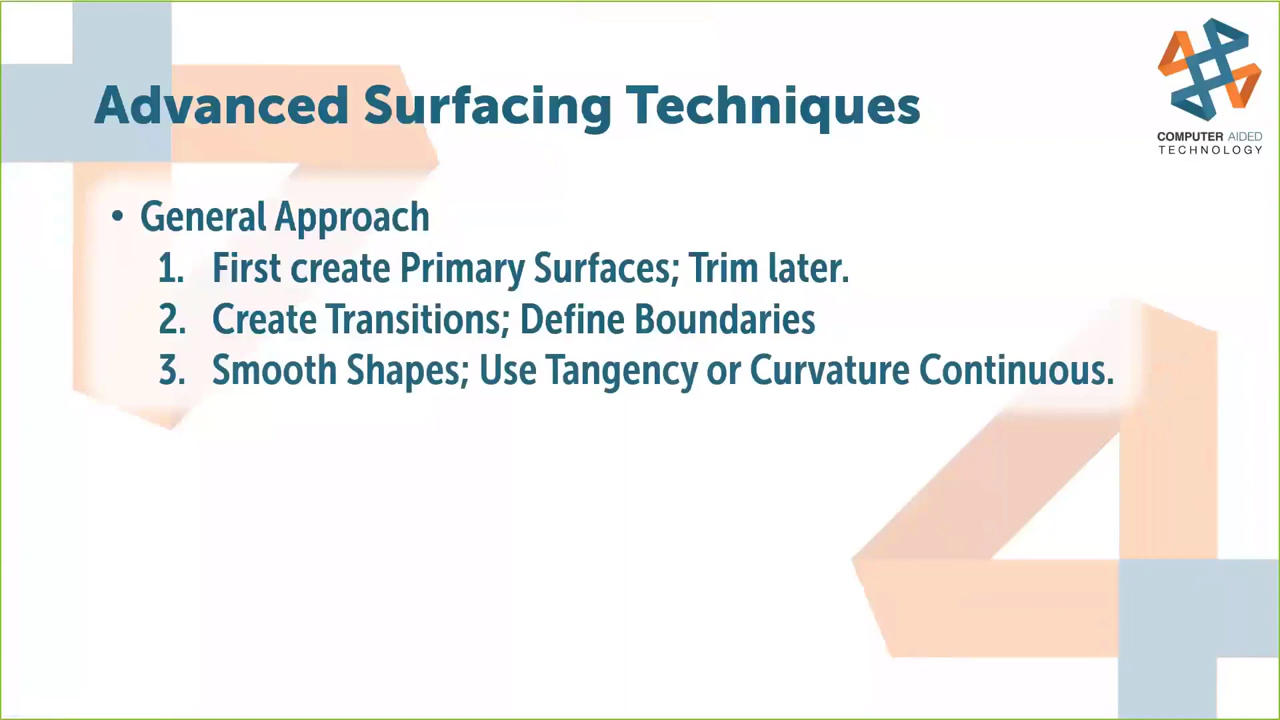 Advanced Surfacing Techniques
COMPUTER AIDED
TECHNOLOGY
• General Approach
1. First create Primary Surfaces; Trim later.
2. Create Transitions; Define Boundaries
3. Smooth Shapes; Use Tangency or Curvature Continuous.